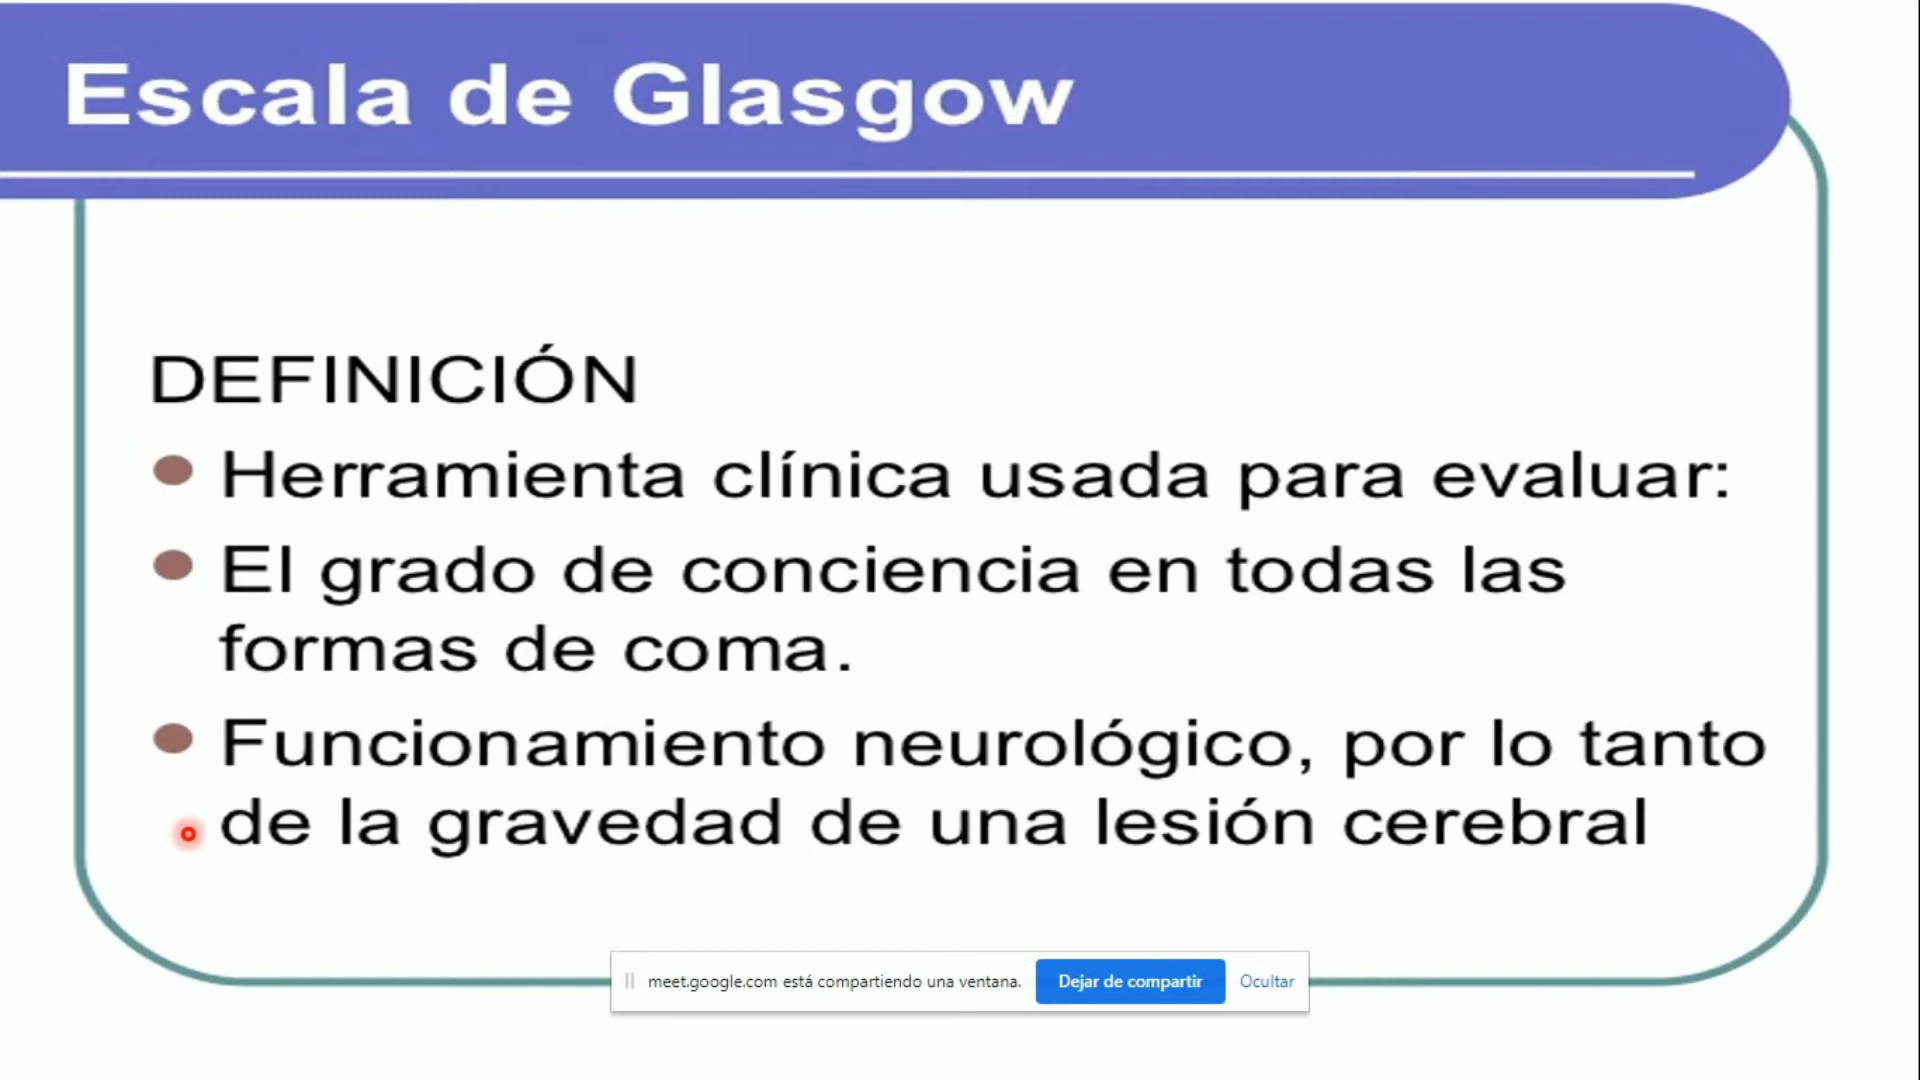 Escala de Glasgow
DEFINICIÓN
Herramienta clínica usada para evaluar:
El grado de conciencia en todas las
formas de coma.
Funcionamiento neurológico, por lo tanto
de la gravedad de una lesión cerebral
meet.google.com está compartiendo una ventana. Dejar de compartir Ocultar